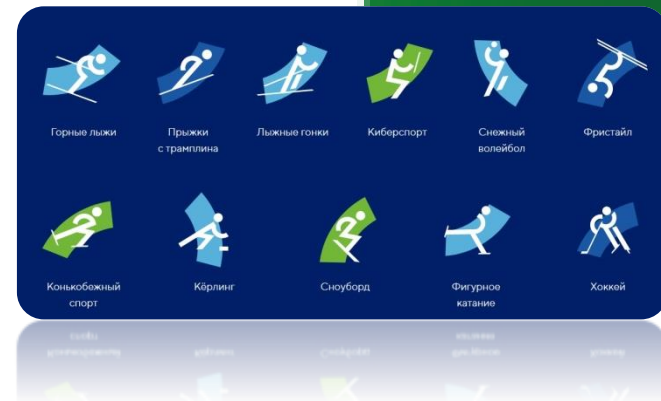 Горные лыжи
Прыжки
с трамплина
Лыжные гонки
Киберспорт
Снежный
волейбол
Фристайл
Конькобежный
спорт
Кёрлинг
Сноуборд
Фигурное
катание
Хоккей